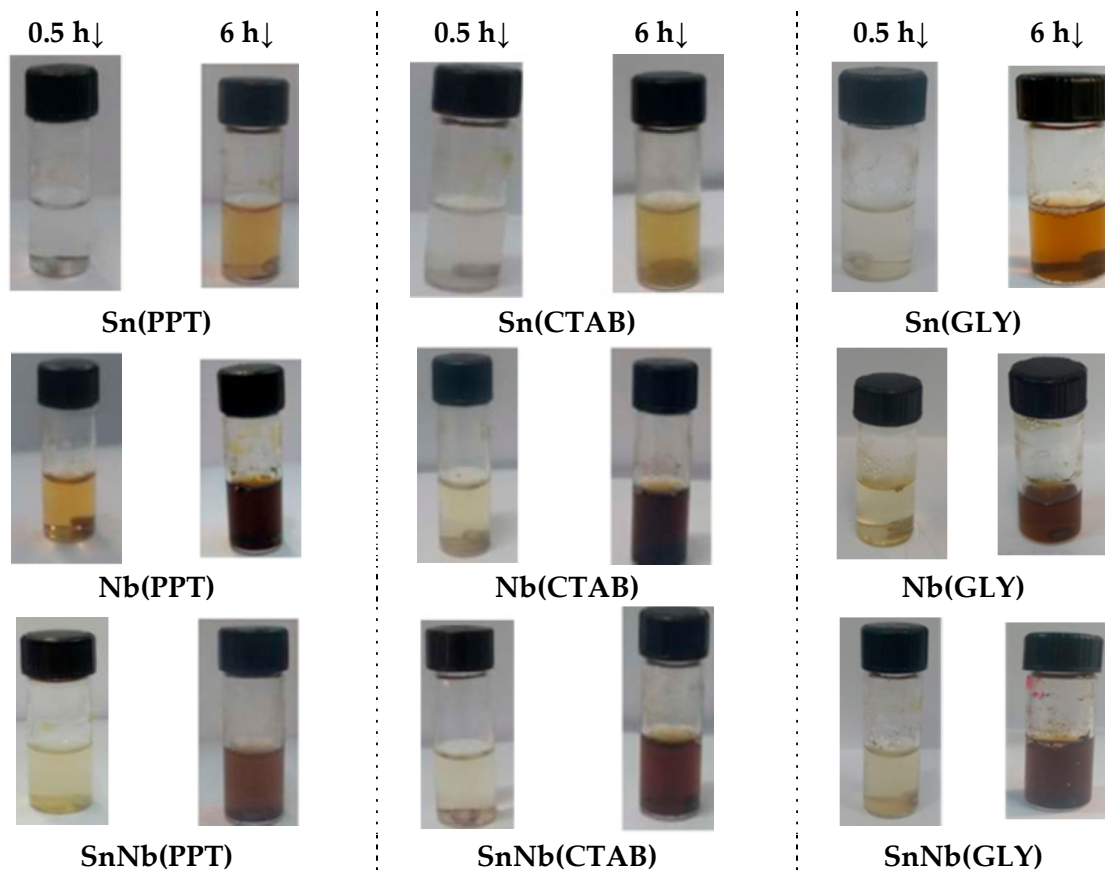 0.5 h↓ 6 h↓ 0.5 h↓ 6 h↓ 0.5 h↓ 6 h↓
Sn(PPT) Sn(CTAB) Sn(GLY)
Nb(PPT) Nb(CTAB) Nb(GLY)
SnNb(PPT) SnNb(CTAB) SnNb(GLY)